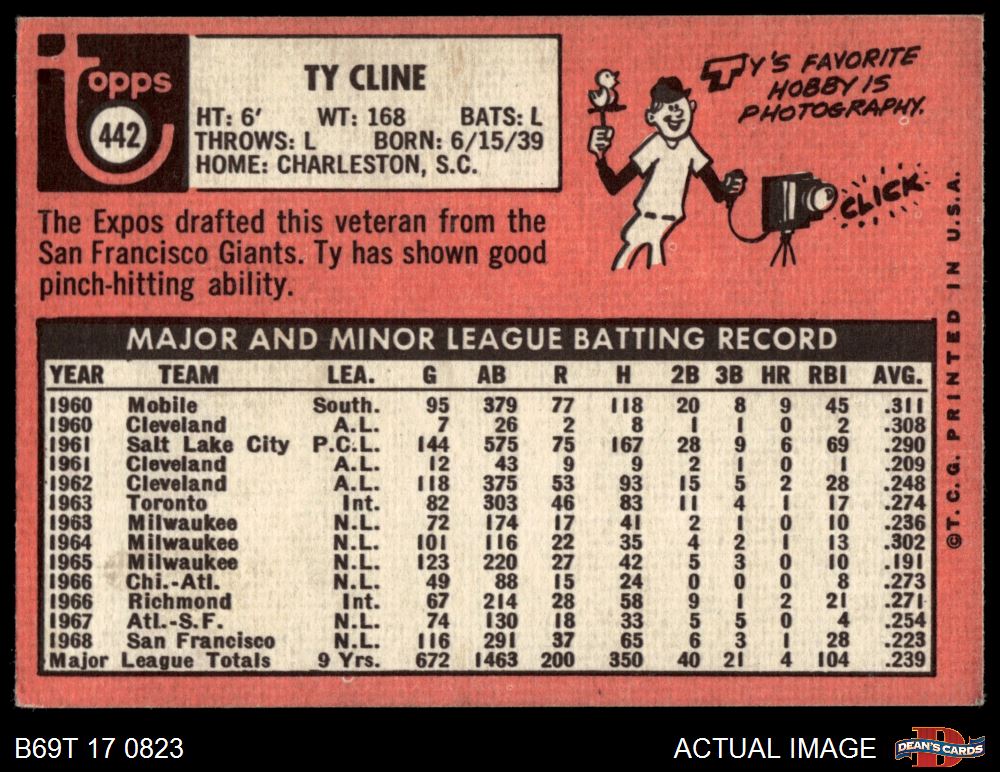 topps
442
TY CLINE
HT: 6' WT: 168 BATS: L
THROWS: L BORN: 6/15/39
HOME: CHARLESTON, S.C.
TY'S FAVORITE
HOBBY IS
PHOTOGRAPHY.
CLICK
The Expos drafted this veteran from the
San Francisco Giants. Ty has shown good
pinch-hitting ability.
MAJOR AND MINOR LEAGUE BATTING RECORD
YEAR TEAM LEA. G AB R H 2B 3B HR RBI AVG.
1960 Mobile South. 95 379 77 118 20 8 9 45 .311
1960 Cleveland A.L. 7 26 2 8 1 1 0 2 .308
1961 Salt Lake City P.C.L. 144 575 75 167 28 9 6 69 .290
1961 Cleveland A.L. 12 43 9 9 2 1 0 1 .209
1962 Cleveland A.L. 118 375 53 93 15 5 2 28 .248
1963 Toronto Int. 82 303 46 83 11 4 1 17 .274
1963 Milwaukee N.L. 72 174 17 41 2 1 0 10 .236
1964 Milwaukee N.L. 101 116 22 35 4 2 1 13 .302
1965 Milwaukee N.L. 123 220 27 42 5 3 0 10 .191
1966 Chi.-Atl. N.L. 49 88 15 24 0 0 0 8 .273
1966 Richmond Int. 67 214 28 58 9 1 2 21 .271
1967 Atl.-S.F. N.L. 74 130 18 33 5 5 0 4 .254
1968 San Francisco N.L. 116 291 37 65 6 3 1 28 .223
Major League Totals 9 Yrs. 672 1463 200 350 40 21 4 104 .239
©T. C. G. PRINTED IN U.S.A.
B69T 17 0823
ACTUAL IMAGE
D
DEAN'S CARDS